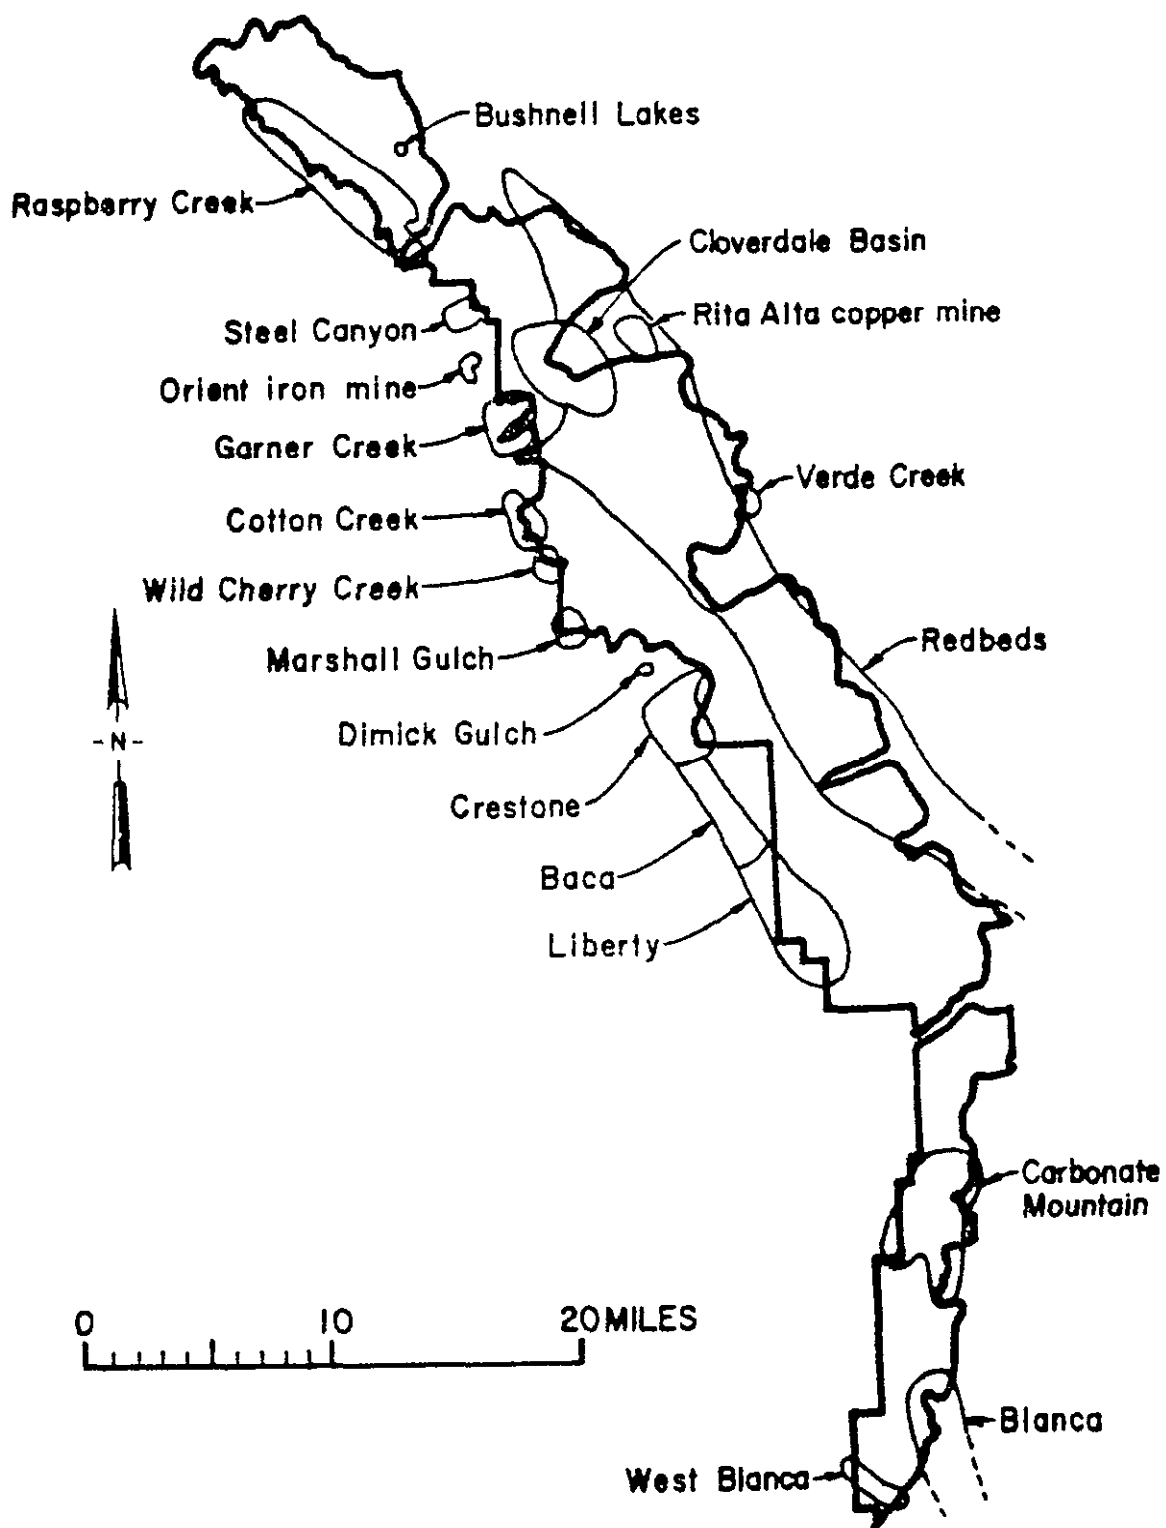 Bushnell Lakes
Raspberry Creek
Cloverdale Basin
Rita Alta copper mine
Steel Canyon
Orient iron mine
Garner Creek
Verde Creek
Cotton Creek
Wild Cherry Creek
Marshall Gulch
Redbeds
Dimick Gulch
-N-
Crestone
Baca
Liberty
Carbonate
Mountain
0 10 20 MILES
Blanca
West Blanca